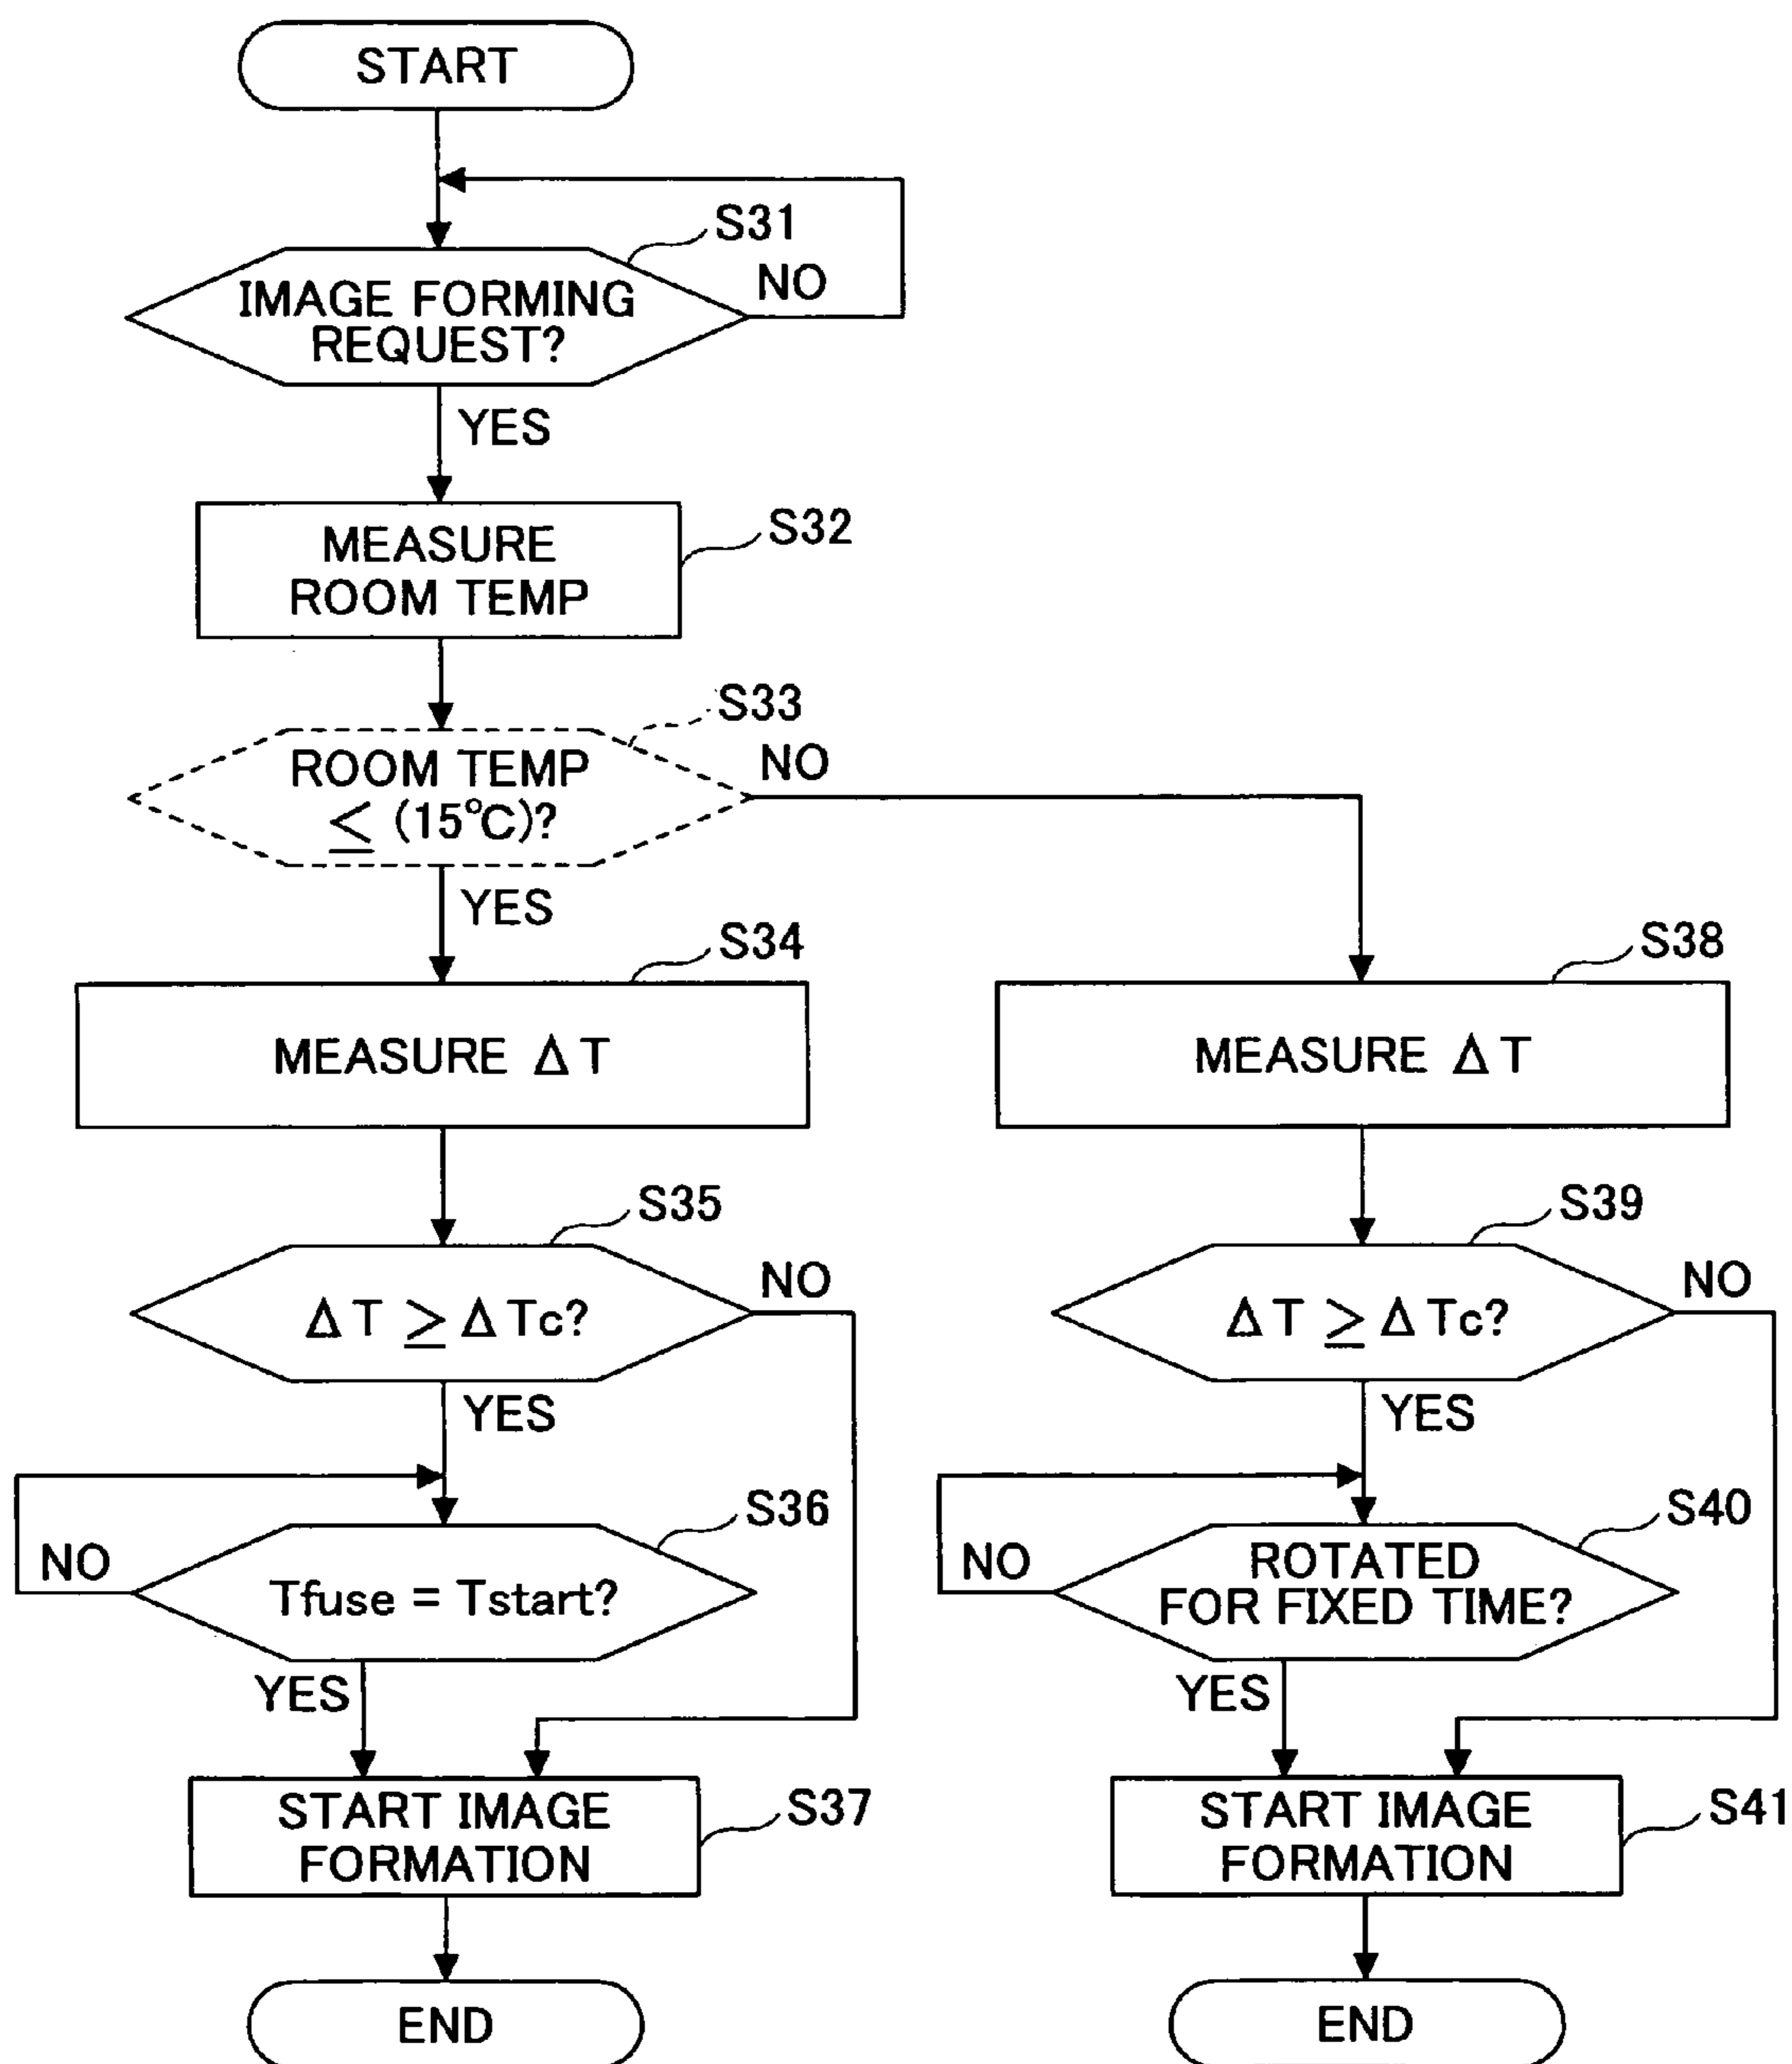 START
S31
IMAGE FORMING
REQUEST?
NO
YES
S32
MEASURE
ROOM TEMP
S33
ROOM TEMP
≤ (15°C)?
NO
YES
S34
MEASURE ΔT
S38
MEASURE ΔT
S35
ΔT ≥ ΔTc?
NO
YES
S39
ΔT ≥ ΔTc?
NO
YES
S36
Tfuse = Tstart?
NO
YES
S40
ROTATED
FOR FIXED TIME?
NO
YES
START IMAGE
FORMATION
S37
START IMAGE
FORMATION
S41
END
END